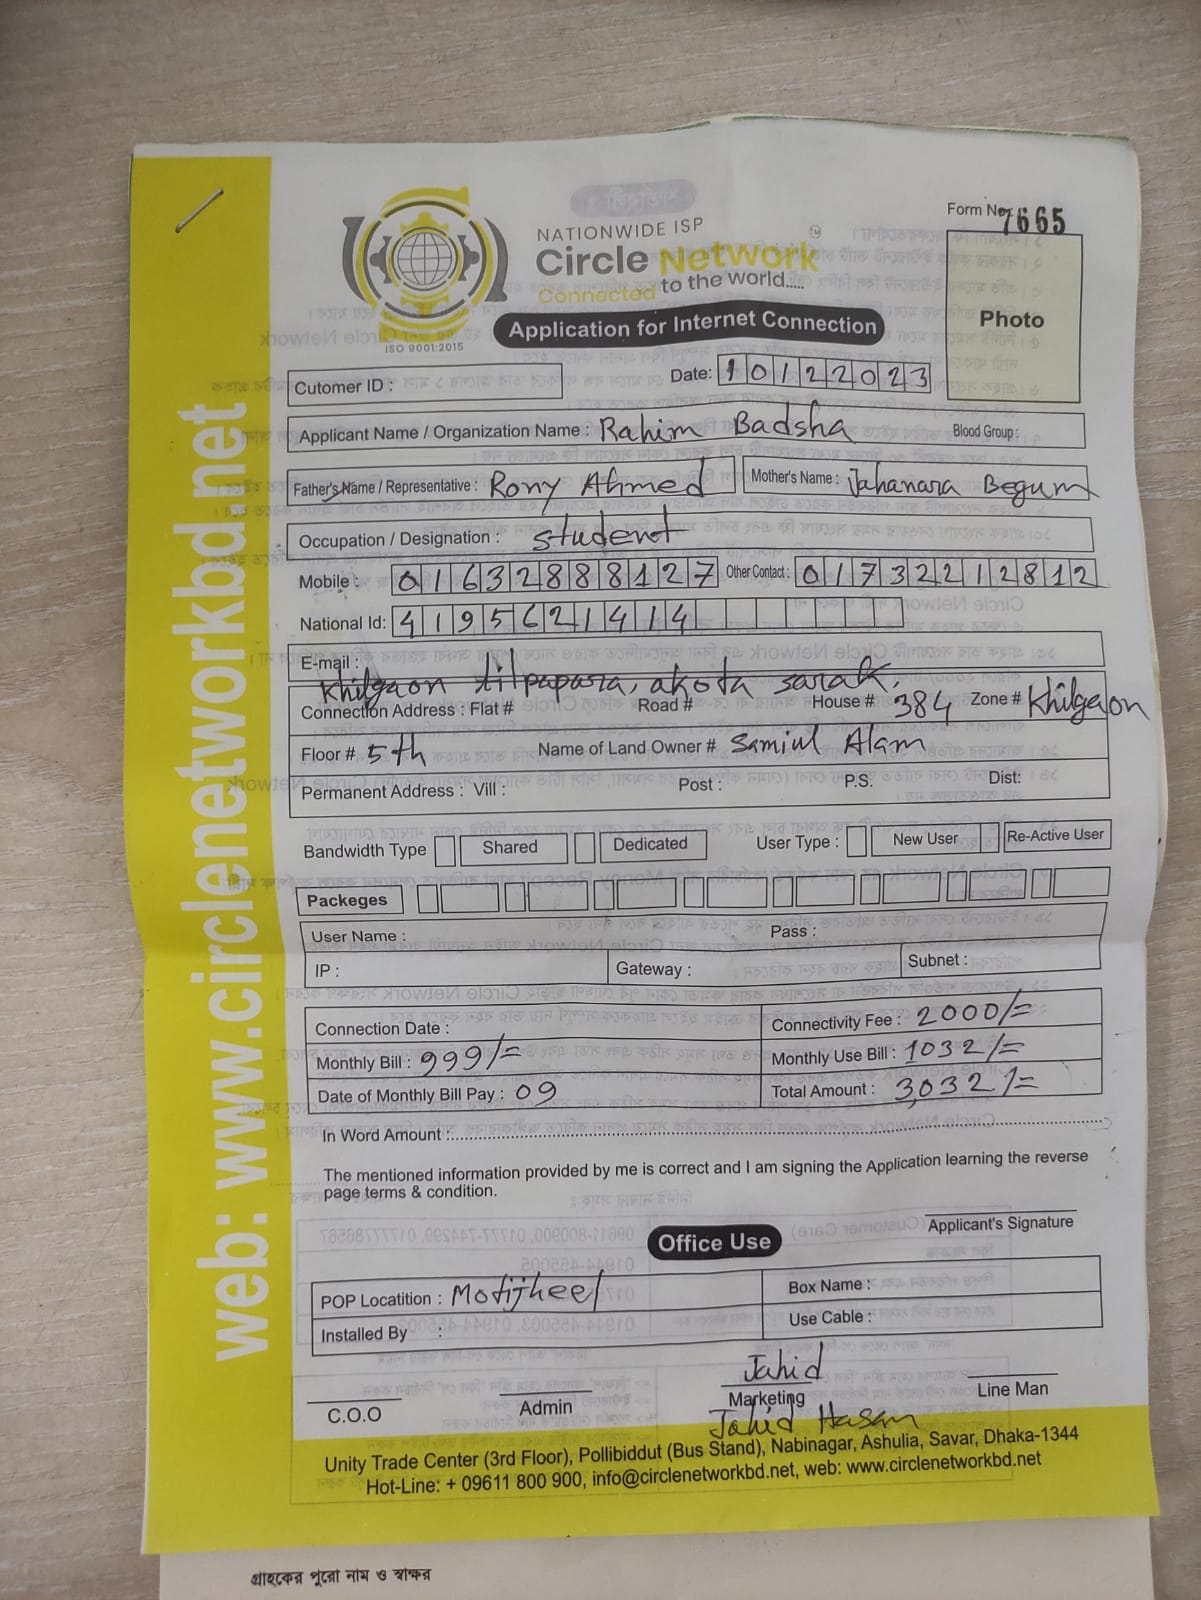 Form No. 7665
NATIONWIDE ISP
Circle Network TM
Connected to the world.....
ISO 9001:2015
Application for Internet Connection
Photo
Cutomer ID :
Date: 10122023
Applicant Name / Organization Name : Rahim Badsha Blood Group :
Father's Name / Representative : Rony Ahmed Mother's Name : Jahanara Begum
Occupation / Designation : student
Mobile : 01632888127 Other Contact : 01732212812
National Id: 4195621414
E-mail :
Khilgaon tilpapara, akota sarak,
Connection Address : Flat # Road # House # 384 Zone # Khilgaon
Floor # 5th Name of Land Owner # Samiul Alam
Permanent Address : Vill : Post : P.S. Dist:
Bandwidth Type Shared Dedicated User Type : New User Re-Active User
Packeges
User Name : Pass :
IP : Gateway : Subnet :
Connection Date : Connectivity Fee : 2000/=
Monthly Bill : 999/= Monthly Use Bill : 1032/=
Date of Monthly Bill Pay : 09 Total Amount : 3,032/=
In Word Amount :
The mentioned information provided by me is correct and I am signing the Application learning the reverse
page terms & condition.
Applicant's Signature
Office Use
POP Locatition : Motijheel Box Name :
Installed By : Use Cable :
Jahid
C.O.O Admin Marketing Line Man
Jahid Hasan
Unity Trade Center (3rd Floor), Pollibiddut (Bus Stand), Nabinagar, Ashulia, Savar, Dhaka-1344
Hot-Line: + 09611 800 900, info@circlenetworkbd.net, web: www.circlenetworkbd.net
web: www.circlenetworkbd.net
গ্রাহকের পুরো নাম ও স্বাক্ষর